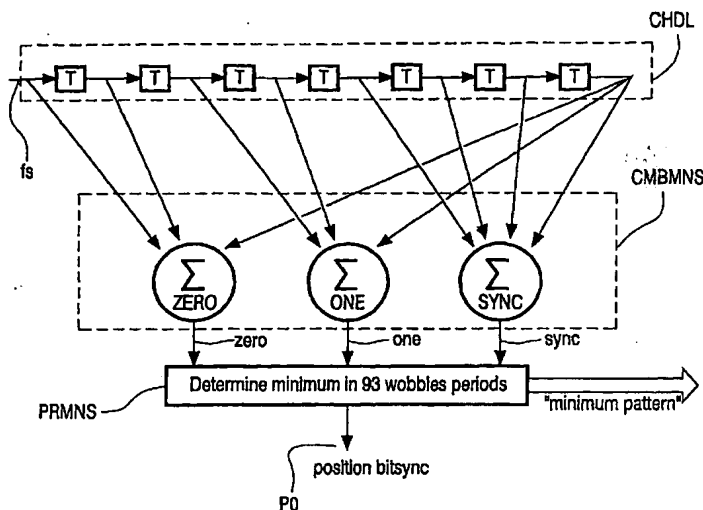 CHDL
T T T T T T T
fs
CMBMNS
Σ Σ Σ
ZERO ONE SYNC
zero one sync
Determine minimum in 93 wobbles periods
"minimum pattern"
PRMNS
position bitsync
P0